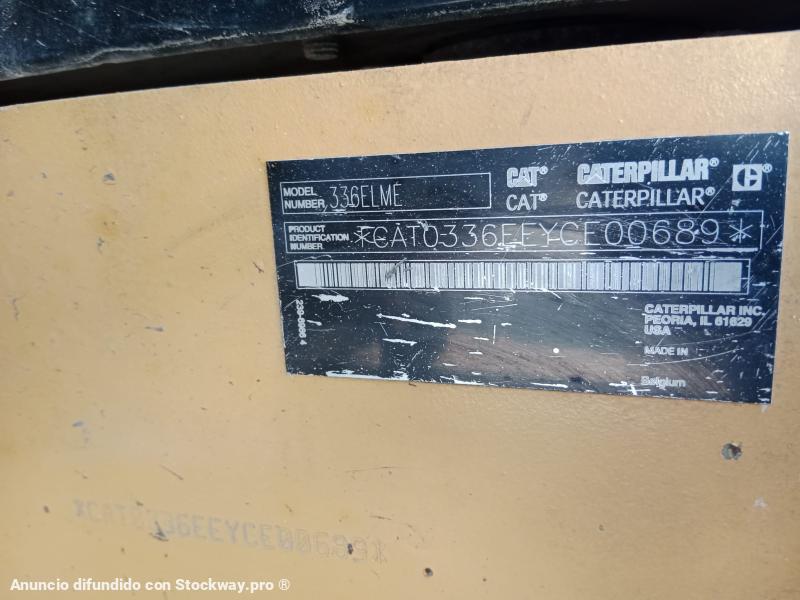 CAT® CATERPILLAR®
CAT® CATERPILLAR®
MODEL NUMBER 336ELME
PRODUCT IDENTIFICATION NUMBER *CAT0336EEYCE00689*
CATERPILLAR INC.
PEORIA, IL 61629
USA
MADE IN
Belgium
*CAT0336EEYCE00689*
Anuncio difundido con Stockway.pro ®